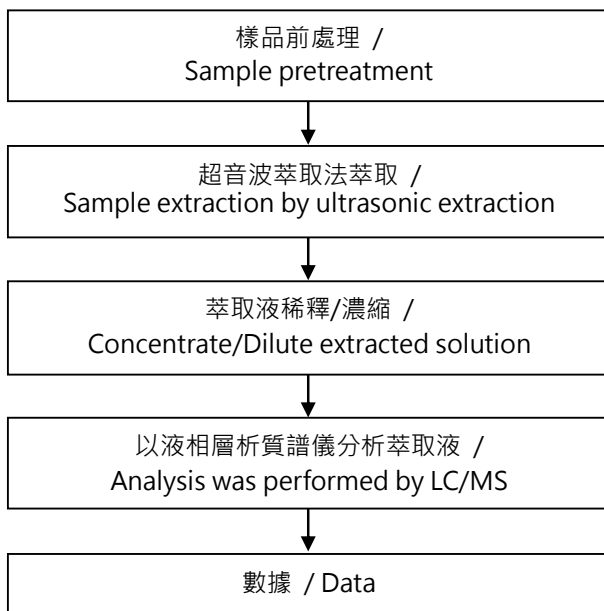 樣品前處理 /
Sample pretreatment
超音波萃取法萃取 /
Sample extraction by ultrasonic extraction
萃取液稀釋/濃縮 /
Concentrate/Dilute extracted solution
以液相層析質譜儀分析萃取液 /
Analysis was performed by LC/MS
數據 / Data